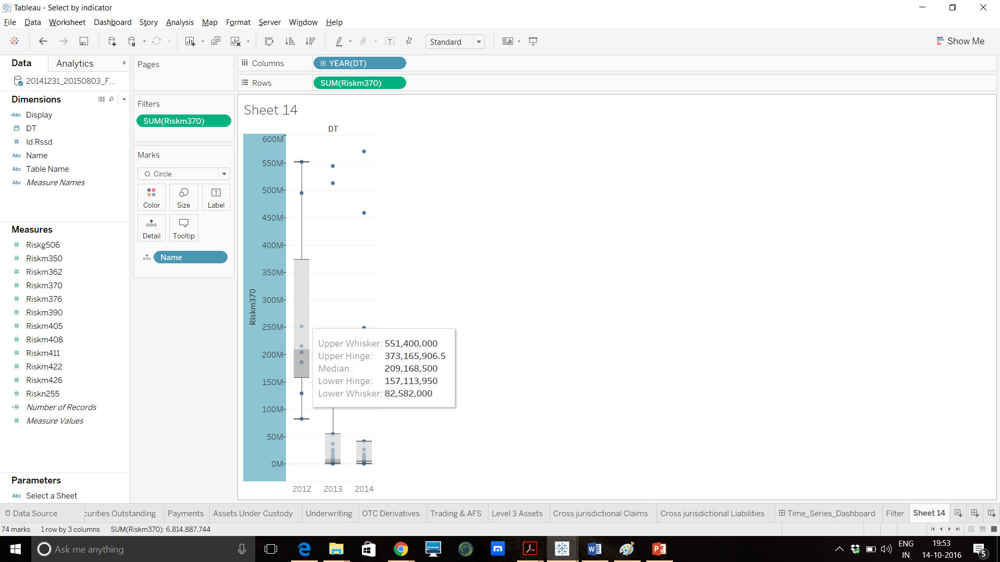 Tableau - Select by indicator
File Data Worksheet Dashboard Story Analysis Map Format Server Window Help
Standard
Show Me
Data
Analytics
20141231_20150803_F...
Dimensions
=Abc Display
DT
# Id Rssd
Abc Name
Abc Table Name
Abc Measure Names
Measures
# Riskg506
# Riskm350
# Riskm362
# Riskm370
# Riskm376
# Riskm390
# Riskm405
# Riskm408
# Riskm411
# Riskm422
# Riskm426
# Riskn255
=# Number of Records
# Measure Values
Parameters
Abc Select a Sheet
Pages
Filters
SUM(Riskm370)
Marks
Circle
Color
Size
Label
Detail
Tooltip
Name
Columns
YEAR(DT)
Rows
SUM(Riskm370)
Sheet 14
DT
600M
550M
500M
450M
400M
350M
300M
250M
200M
150M
100M
50M
0M
Riskm370
2012 2013 2014
Upper Whisker: 551,400,000
Upper Hinge: 373,165,906.5
Median: 209,168,500
Lower Hinge: 157,113,950
Lower Whisker: 82,582,000
Data Source
curities Outstanding
Payments
Assets Under Custody
Underwriting
OTC Derivatives
Trading & AFS
Level 3 Assets
Cross jurisdictional Claims
Cross jurisdictional Liabilities
Time_Series_Dashboard
Filter
Sheet 14
74 marks 1 row by 3 columns SUM(Riskm370): 6,814,887,744
Ask me anything
ENG
IN
19:53
14-10-2016
5